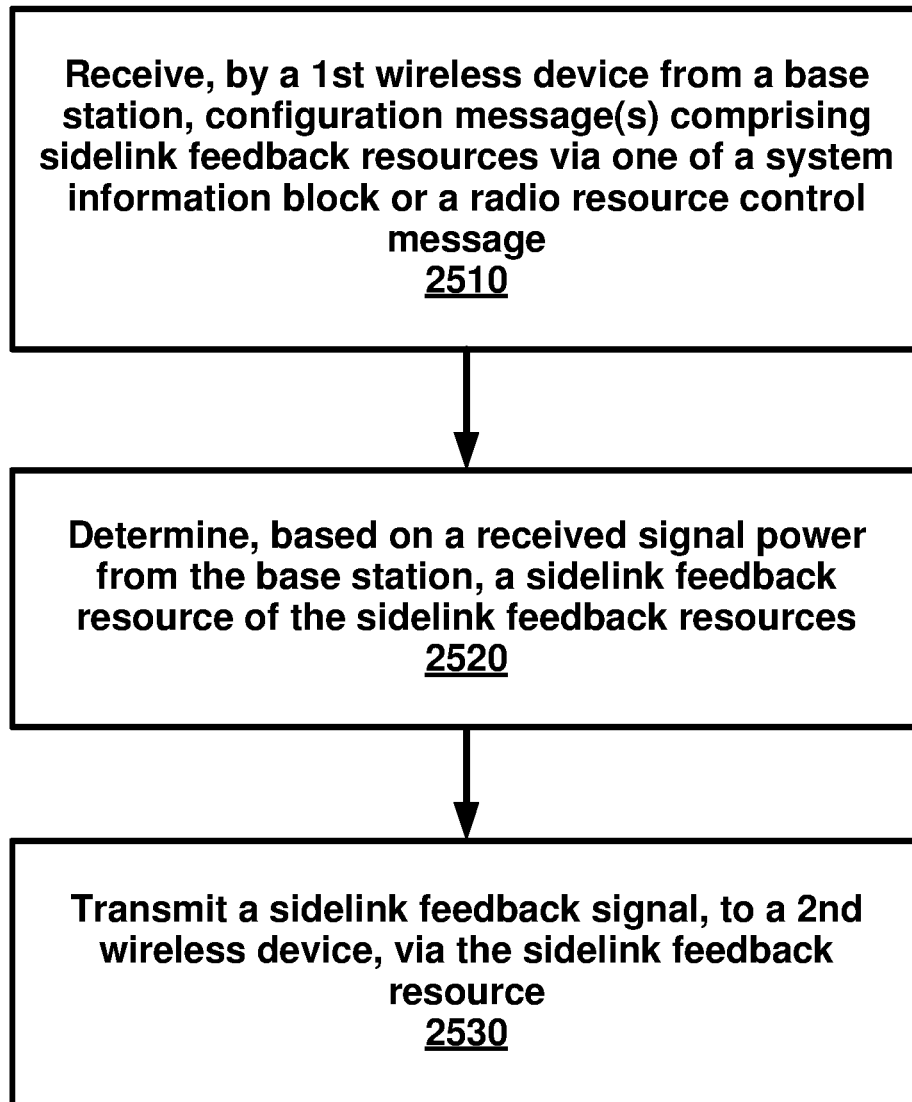 Receive, by a 1st wireless device from a base
station, configuration message(s) comprising
sidelink feedback resources via one of a system
information block or a radio resource control
message
2510
Determine, based on a received signal power
from the base station, a sidelink feedback
resource of the sidelink feedback resources
2520
Transmit a sidelink feedback signal, to a 2nd
wireless device, via the sidelink feedback
resource
2530